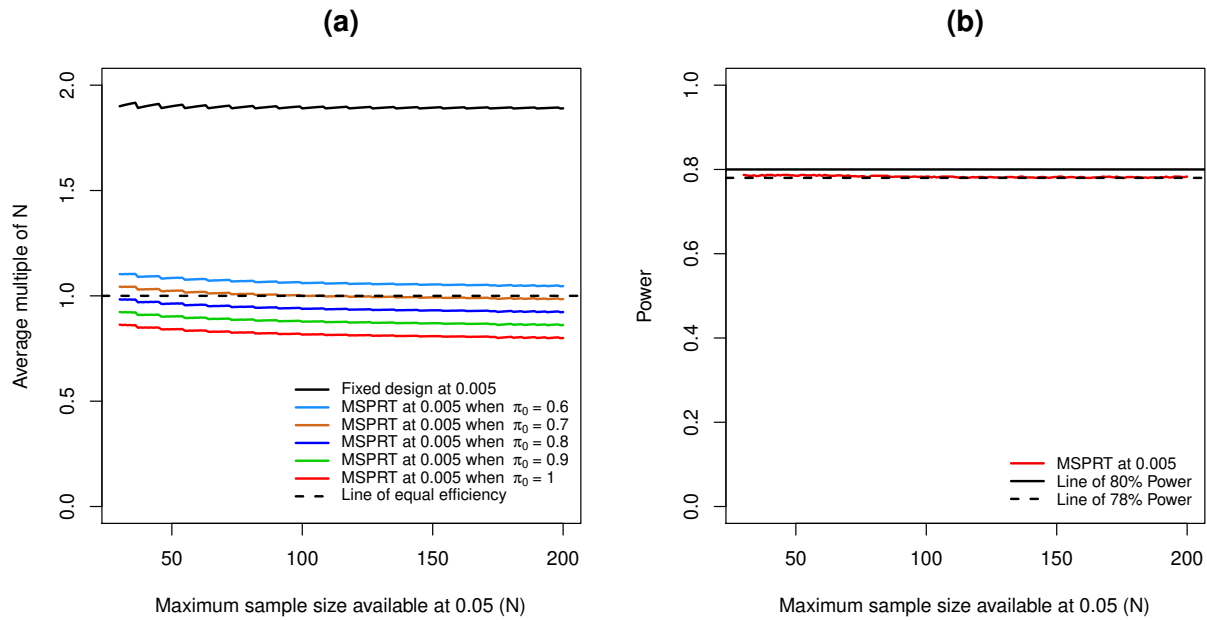 (a)
2.0
1.5
1.0
0.5
0.0
Average multiple of N
Fixed design at 0.005
MSPRT at 0.005 when π₀ = 0.6
MSPRT at 0.005 when π₀ = 0.7
MSPRT at 0.005 when π₀ = 0.8
MSPRT at 0.005 when π₀ = 0.9
MSPRT at 0.005 when π₀ = 1
Line of equal efficiency
50 100 150 200
Maximum sample size available at 0.05 (N)
(b)
1.0
0.8
0.6
0.4
0.2
0.0
Power
MSPRT at 0.005
Line of 80% Power
Line of 78% Power
50 100 150 200
Maximum sample size available at 0.05 (N)